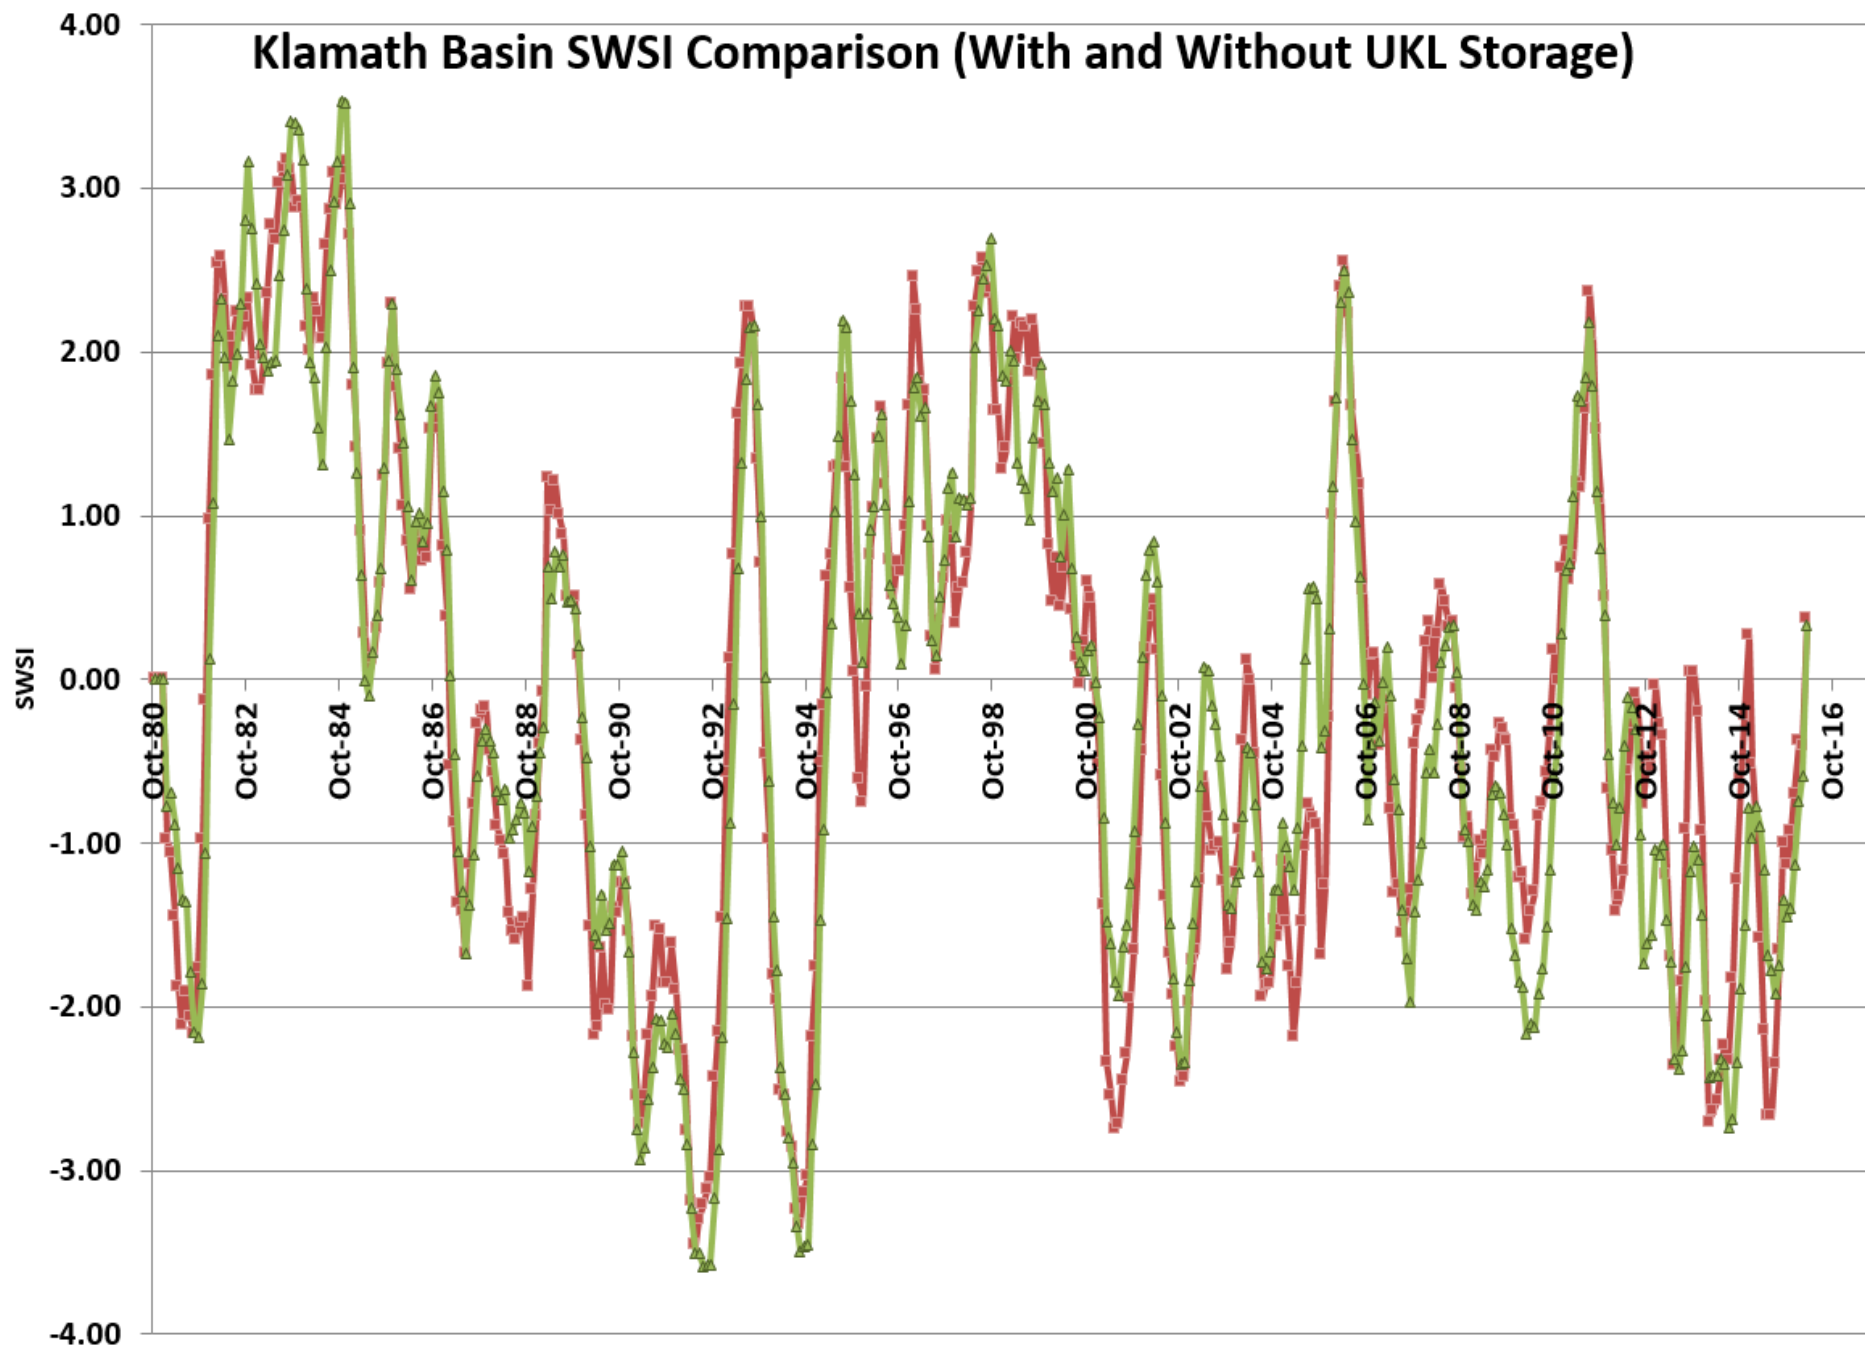 Klamath Basin SWSI Comparison (With and Without UKL Storage)
4.00
3.00
2.00
1.00
0.00
-1.00
-2.00
-3.00
-4.00
SWSI
Oct-80
Oct-82
Oct-84
Oct-86
Oct-88
Oct-90
Oct-92
Oct-94
Oct-96
Oct-98
Oct-00
Oct-02
Oct-04
Oct-06
Oct-08
Oct-10
Oct-12
Oct-14
Oct-16